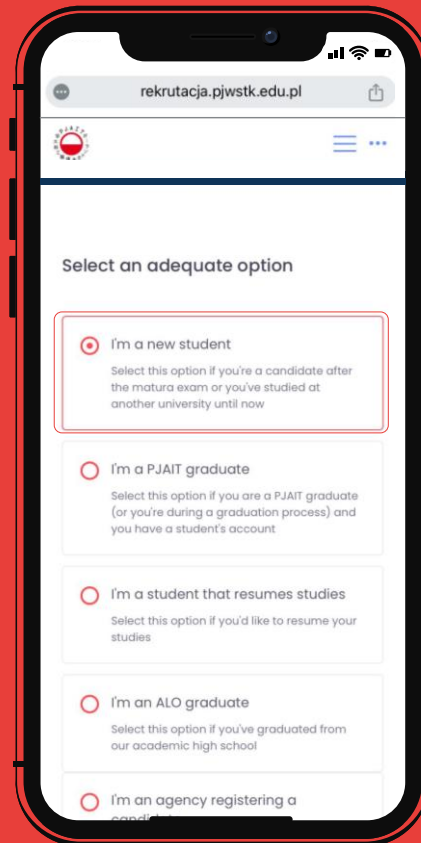 rekrutacja.pjwstk.edu.pl
Select an adequate option
I'm a new student
Select this option if you're a candidate after
the matura exam or you've studied at
another university until now
I'm a PJAIT graduate
Select this option if you are a PJAIT graduate
(or you're during a graduation process) and
you have a student's account
I'm a student that resumes studies
Select this option if you'd like to resume your
studies
I'm an ALO graduate
Select this option if you've graduated from
our academic high school
I'm an agency registering a